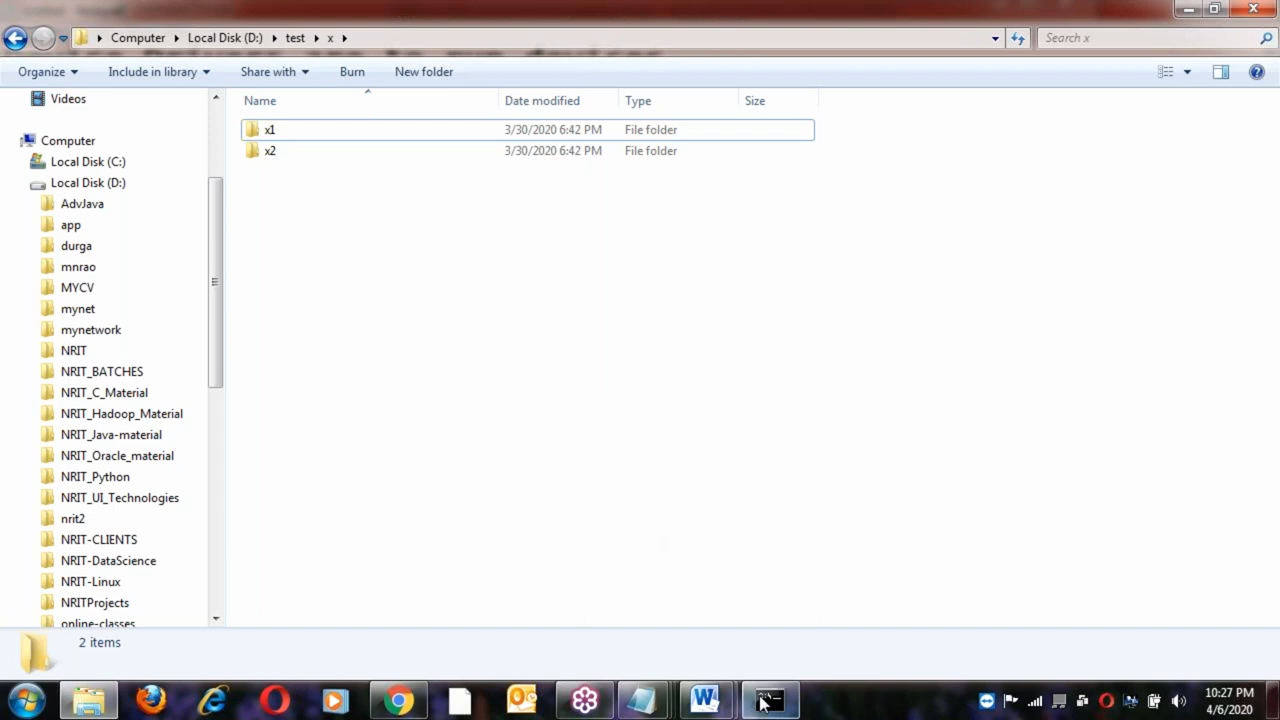 Computer Local Disk (D:) test x
Search x
Organize Include in library Share with Burn New folder
Name Date modified Type Size
x1 3/30/2020 6:42 PM File folder
x2 3/30/2020 6:42 PM File folder
Videos
Computer
Local Disk (C:)
Local Disk (D:)
AdvJava
app
durga
mnrao
MYCV
mynet
mynetwork
NRIT
NRIT_BATCHES
NRIT_C_Material
NRIT_Hadoop_Material
NRIT_Java-material
NRIT_Oracle_material
NRIT_Python
NRIT_UI_Technologies
nrit2
NRIT-CLIENTS
NRIT-DataScience
NRIT-Linux
NRITProjects
online-classes
2 items
10:27 PM
4/6/2020